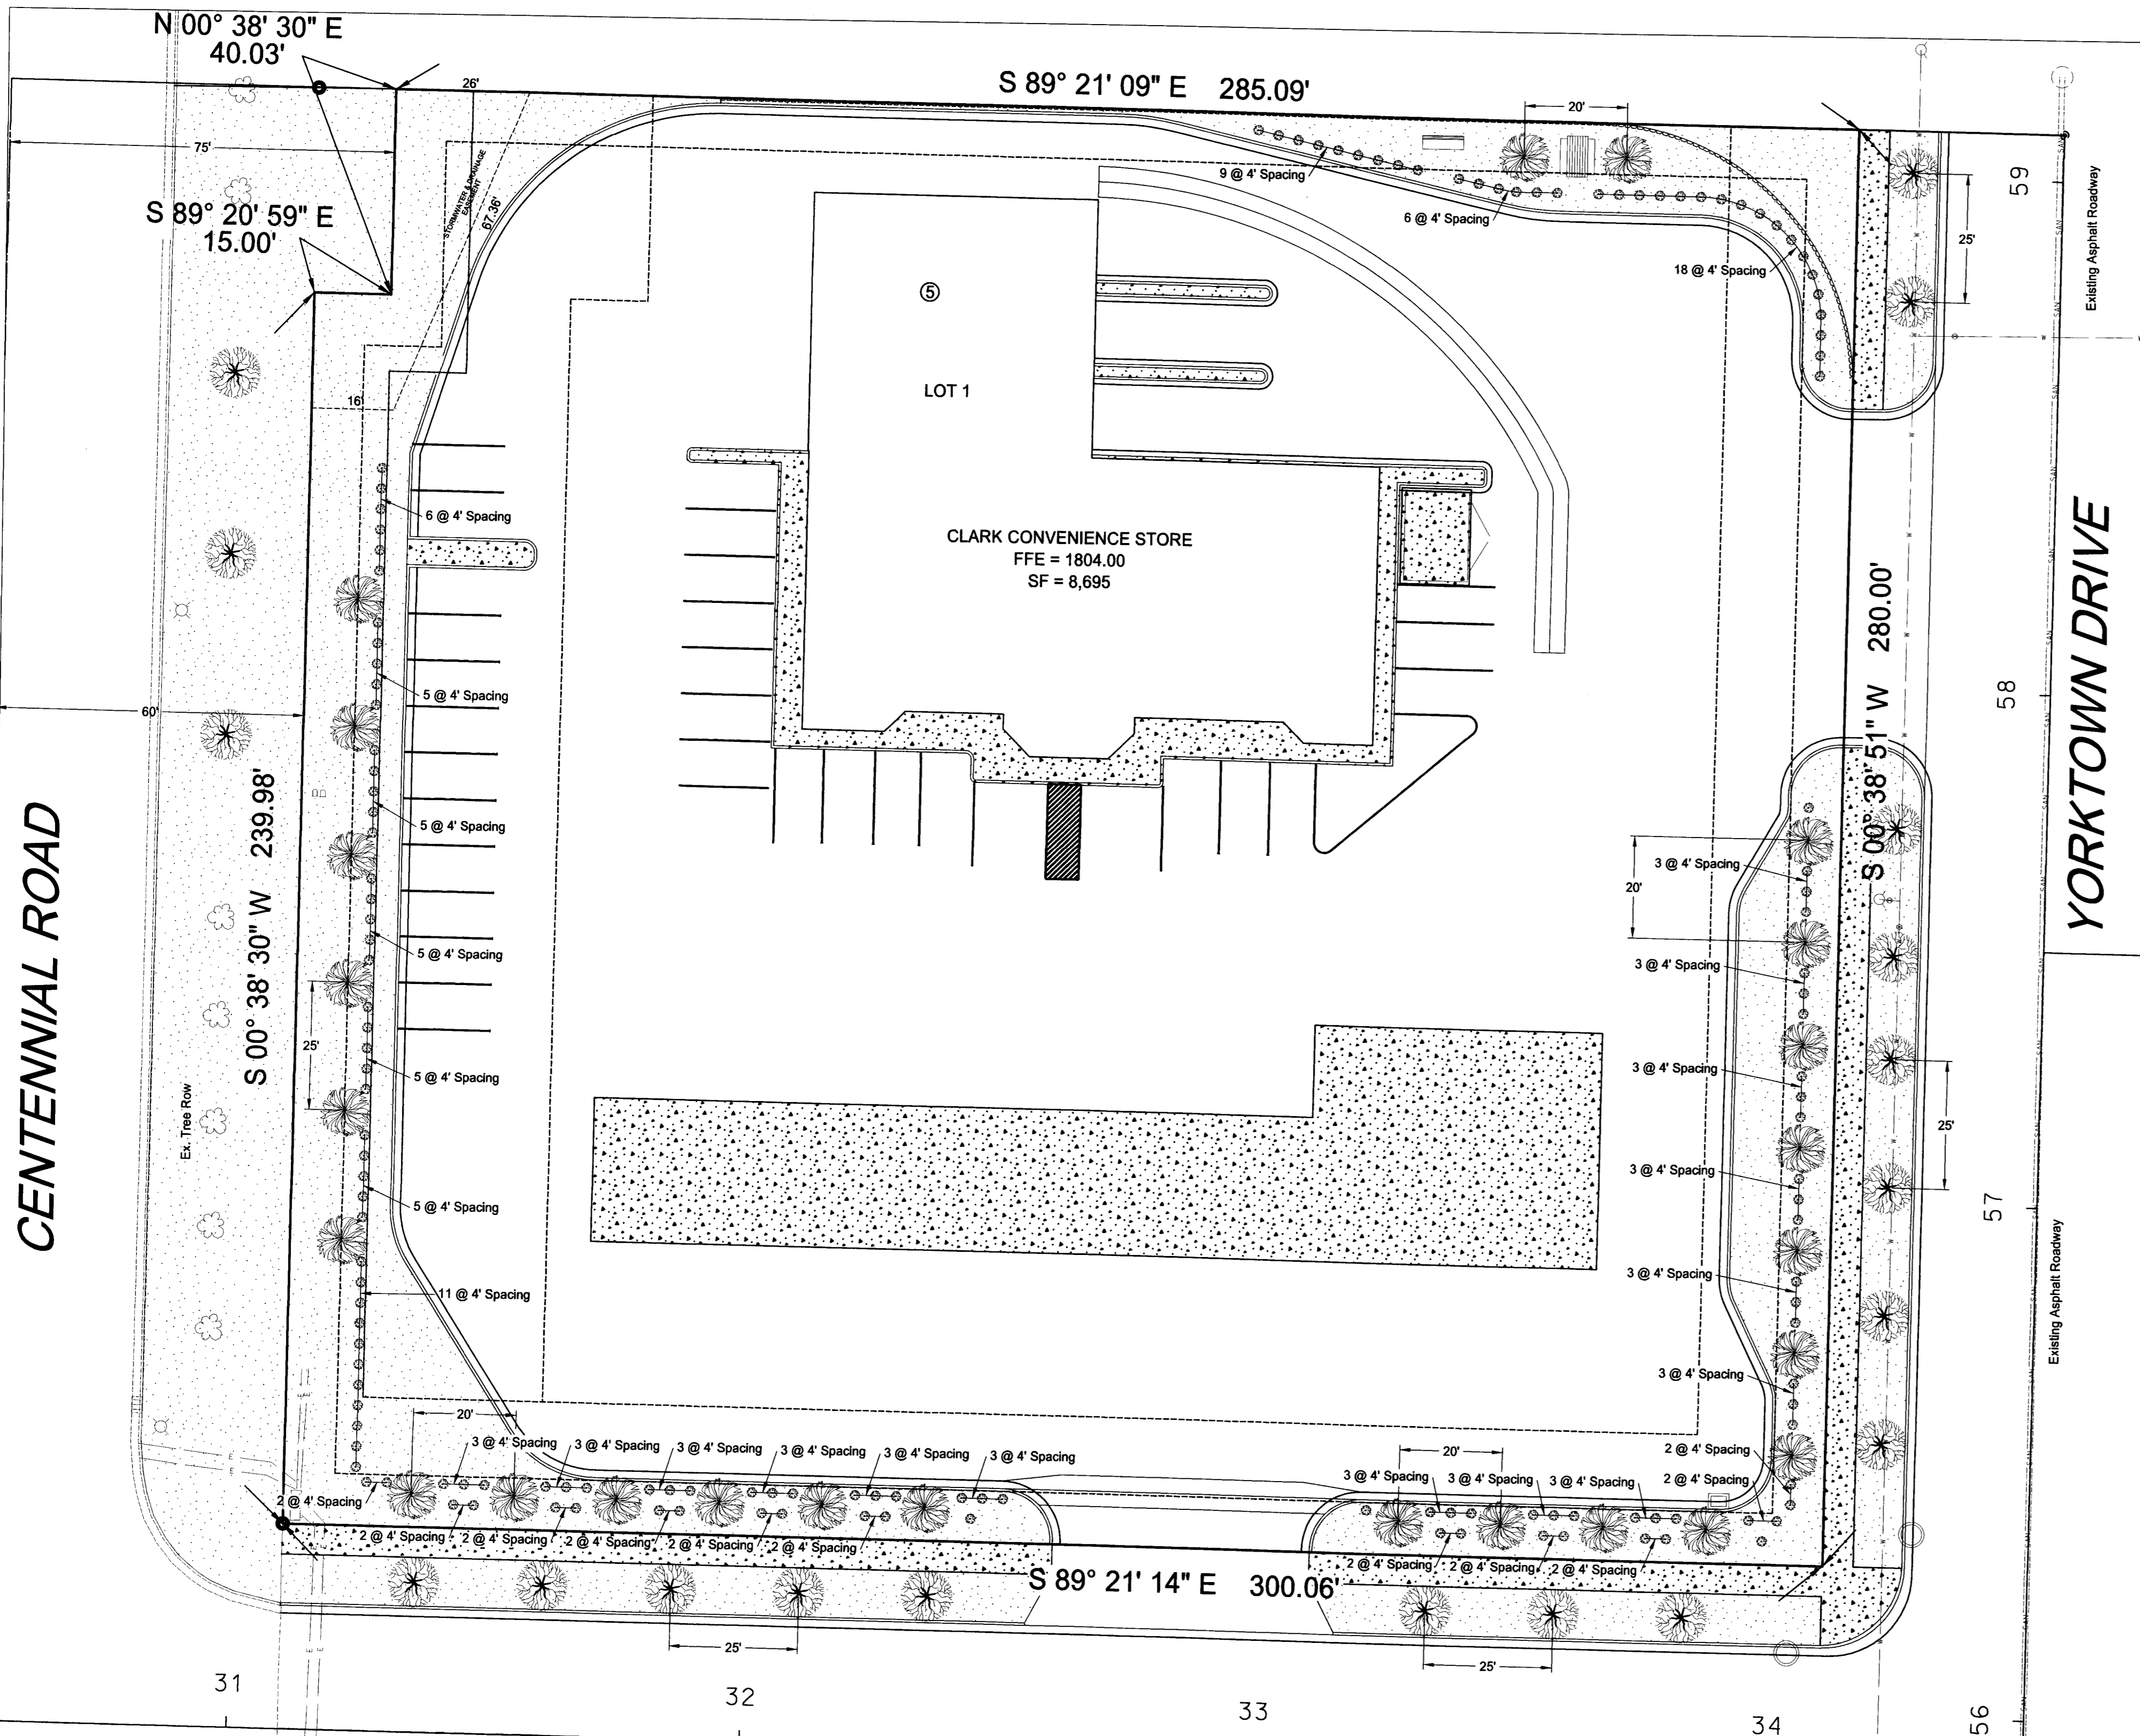 N 00° 38' 30" E
40.03'
26'
S 89° 21' 09" E 285.09'
20'
75'
STORMWATER & DRAINAGE
EASEMENT
67.36'
9 @ 4' Spacing
6 @ 4' Spacing
18 @ 4' Spacing
25'
59
Existing Asphalt Roadway
S 89° 20' 59" E
15.00'
5
LOT 1
16'
6 @ 4' Spacing
CLARK CONVENIENCE STORE
FFE = 1804.00
SF = 8,695
S 00° 38' 51" W 280.00'
YORKTOWN DRIVE
58
60'
5 @ 4' Spacing
5 @ 4' Spacing
5 @ 4' Spacing
5 @ 4' Spacing
5 @ 4' Spacing
11 @ 4' Spacing
S 00° 38' 30" W 239.98'
25'
CENTENNIAL ROAD
Ex. Tree Row
20'
3 @ 4' Spacing
3 @ 4' Spacing
3 @ 4' Spacing
3 @ 4' Spacing
3 @ 4' Spacing
3 @ 4' Spacing
25'
57
Existing Asphalt Roadway
20'
3 @ 4' Spacing
3 @ 4' Spacing
3 @ 4' Spacing
3 @ 4' Spacing
3 @ 4' Spacing
3 @ 4' Spacing
20'
3 @ 4' Spacing
3 @ 4' Spacing
3 @ 4' Spacing
2 @ 4' Spacing
2 @ 4' Spacing
2 @ 4' Spacing
2 @ 4' Spacing
2 @ 4' Spacing
2 @ 4' Spacing
2 @ 4' Spacing
2 @ 4' Spacing
2 @ 4' Spacing
2 @ 4' Spacing
2 @ 4' Spacing
S 89° 21' 14" E 300.06'
25'
25'
31
32
33
34
56